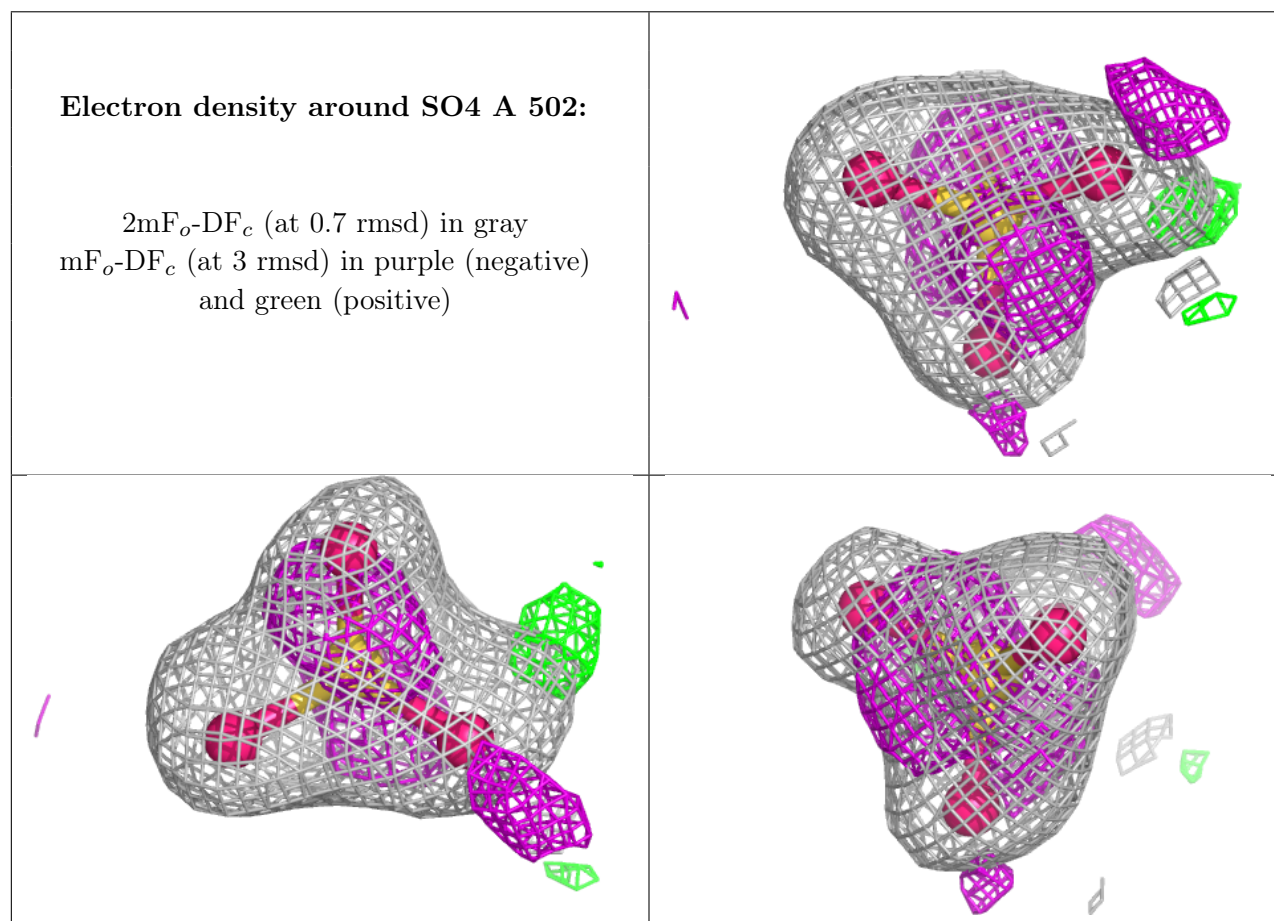 Electron density around SO4 A 502:
2mFₒ-DF𝒸 (at 0.7 rmsd) in gray
mFₒ-DF𝒸 (at 3 rmsd) in purple (negative)
and green (positive)